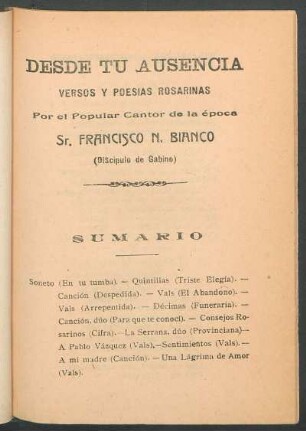 DESDE TU AUSENCIA
VERSOS Y POESIAS ROSARINAS
Por el Popular Cantor de la época
Sr. FRANCISCO N. BIANCO
(Discípulo de Gabino)
SUMARIO
Soneto (En tu tumba) — Quintillas (Triste Elegía). —
Canción (Despedida). — Vals (El Abandono). —
Vals (Arrepentida). — Décimas (Funeraria). —
Canción, dúo (Para que te conocí). — Consejos Ro-
sarinos (Cifra). — La Serrana, dúo (Provinciana)—
A Pablo Vázquez (Vals), —Sentimientos (Vals). —
A mi madre (Canción). — Una Lágrima de Amor
(Vals).